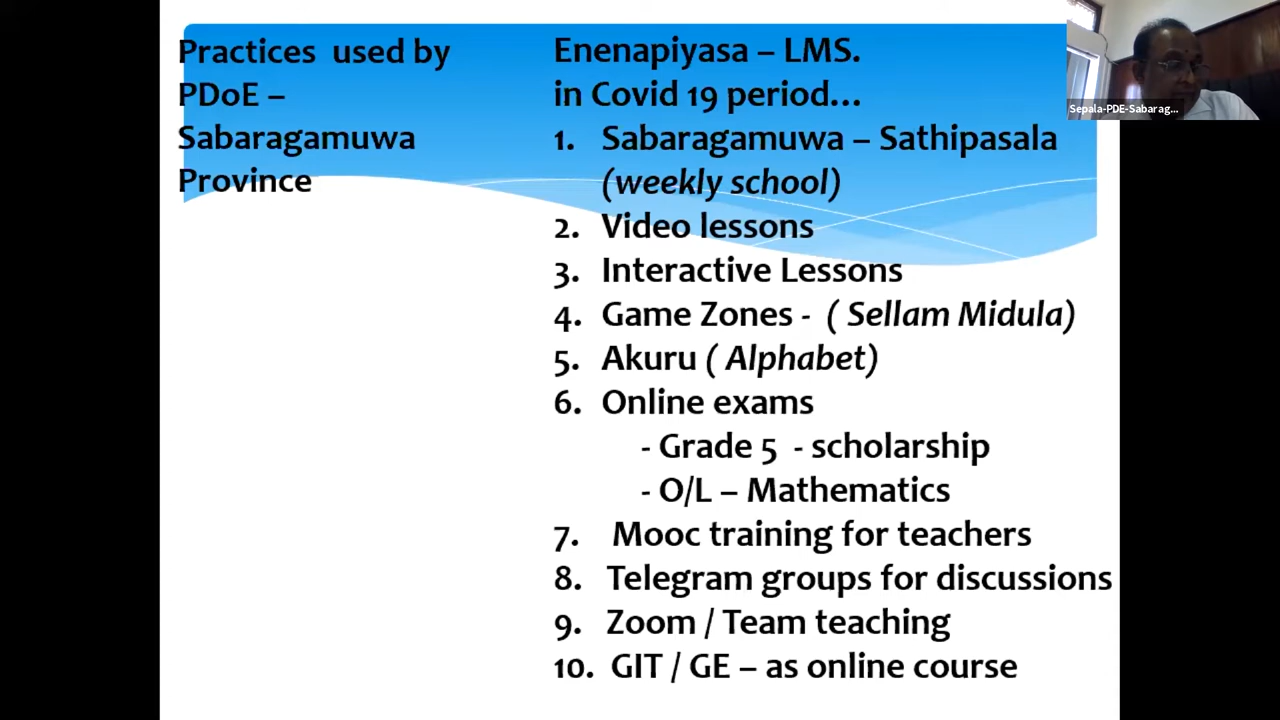 Practices used by
PDoE –
Sabaragamuwa
Province
Enenapiyasa – LMS.
in Covid 19 period...
1. Sabaragamuwa – Sathipasala
(weekly school)
2. Video lessons
3. Interactive Lessons
4. Game Zones - ( Sellam Midula)
5. Akuru ( Alphabet)
6. Online exams
- Grade 5 - scholarship
- O/L – Mathematics
7. Mooc training for teachers
8. Telegram groups for discussions
9. Zoom / Team teaching
10. GIT / GE – as online course
Sepala-PDE-Sabarag...